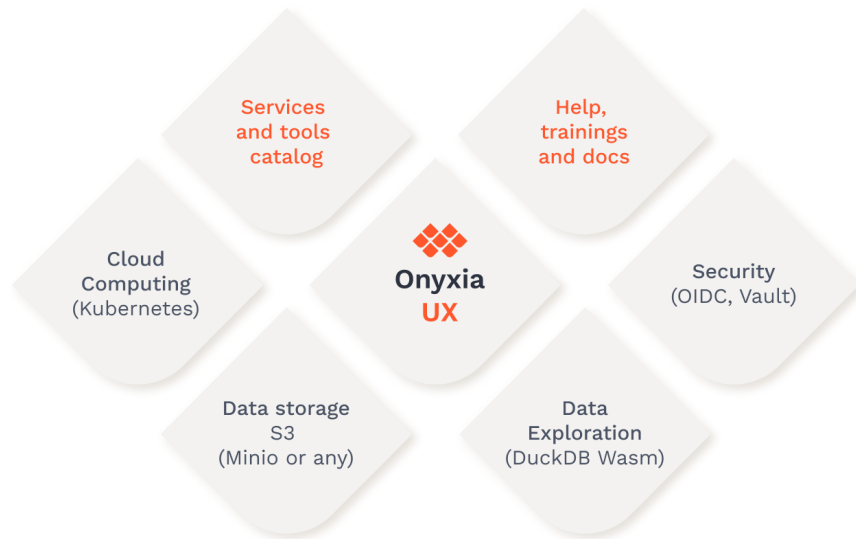 Services
and tools
catalog
Help,
trainings
and docs
Cloud
Computing
(Kubernetes)
Onyxia
UX
Security
(OIDC, Vault)
Data storage
S3
(Minio or any)
Data
Exploration
(DuckDB Wasm)